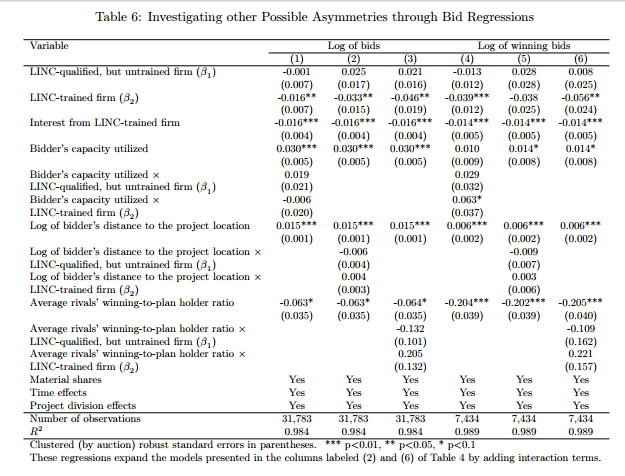 Table 6: Investigating other Possible Asymmetries through Bid Regressions
Variable Log of bids Log of winning bids
(1) (2) (3) (4) (5) (6)
LINC-qualified, but untrained firm (β₁) -0.001 0.025 0.021 -0.013 0.028 0.008
(0.007) (0.017) (0.016) (0.012) (0.028) (0.025)
LINC-trained firm (β₂) -0.016** -0.033** -0.046** -0.039*** -0.038 -0.056**
(0.007) (0.015) (0.019) (0.012) (0.025) (0.024)
Interest from LINC-trained firm -0.016*** -0.016*** -0.016*** -0.014*** -0.014*** -0.014***
(0.004) (0.004) (0.004) (0.005) (0.005) (0.005)
Bidder's capacity utilized 0.030*** 0.030*** 0.030*** 0.010 0.014* 0.014*
(0.005) (0.005) (0.005) (0.009) (0.008) (0.008)
Bidder's capacity utilized × 0.019 0.029
LINC-qualified, but untrained firm (β₁) (0.021) (0.032)
Bidder's capacity utilized × -0.006 0.063*
LINC-trained firm (β₂) (0.020) (0.037)
Log of bidder's distance to the project location 0.015*** 0.015*** 0.015*** 0.006*** 0.006*** 0.006***
(0.001) (0.001) (0.001) (0.002) (0.002) (0.002)
Log of bidder's distance to the project location × -0.006 -0.009
LINC-qualified, but untrained firm (β₁) (0.004) (0.007)
Log of bidder's distance to the project location × 0.004 0.003
LINC-trained firm (β₂) (0.003) (0.006)
Average rivals' winning-to-plan holder ratio -0.063* -0.063* -0.064* -0.204*** -0.202*** -0.205***
(0.035) (0.035) (0.035) (0.039) (0.039) (0.040)
Average rivals' winning-to-plan holder ratio × -0.132 -0.109
LINC-qualified, but untrained firm (β₁) (0.101) (0.162)
Average rivals' winning-to-plan holder ratio × 0.205 0.221
LINC-trained firm (β₂) (0.132) (0.157)
Material shares Yes Yes Yes Yes Yes Yes
Time effects Yes Yes Yes Yes Yes Yes
Project division effects Yes Yes Yes Yes Yes Yes
Number of observations 31,783 31,783 31,783 7,434 7,434 7,434
R² 0.984 0.984 0.984 0.989 0.989 0.989
Clustered (by auction) robust standard errors in parentheses. *** p<0.01, ** p<0.05, * p<0.1
These regressions expand the models presented in the columns labeled (2) and (6) of Table 4 by adding interaction terms.